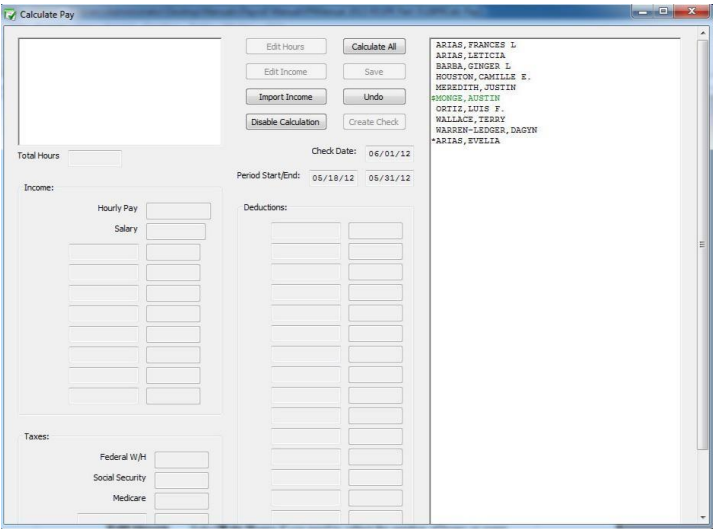 Calculate Pay
Edit Hours
Calculate All
Edit Income
Save
Import Income
Undo
Disable Calculation
Create Check
Total Hours
Check Date: 06/01/12
Period Start/End: 05/18/12 05/31/12
Income:
Hourly Pay
Salary
Deductions:
Taxes:
Federal W/H
Social Security
Medicare
ARIAS,FRANCES L
ARIAS,LETICIA
BARBA,GINGER L
HOUSTON,CAMILLE E.
MEREDITH,JUSTIN
$MONGE,AUSTIN
ORTIZ,LUIS F.
WALLACE,TERRY
WARREN-LEDGER,DAGYN
*ARIAS,EVELIA